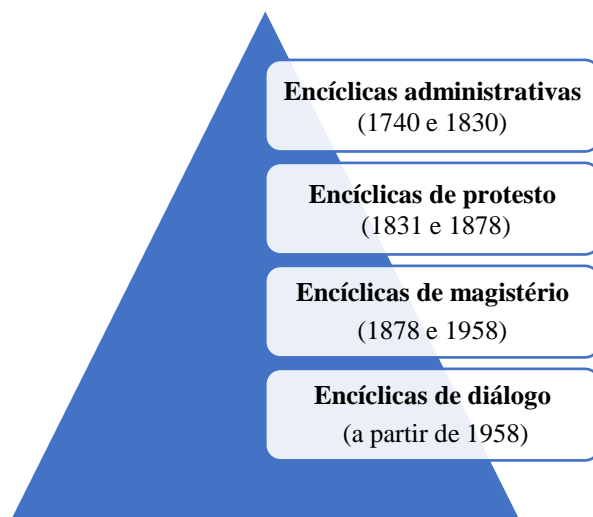 Encíclicas administrativas
(1740 e 1830)
Encíclicas de protesto
(1831 e 1878)
Encíclicas de magistério
(1878 e 1958)
Encíclicas de diálogo
(a partir de 1958)